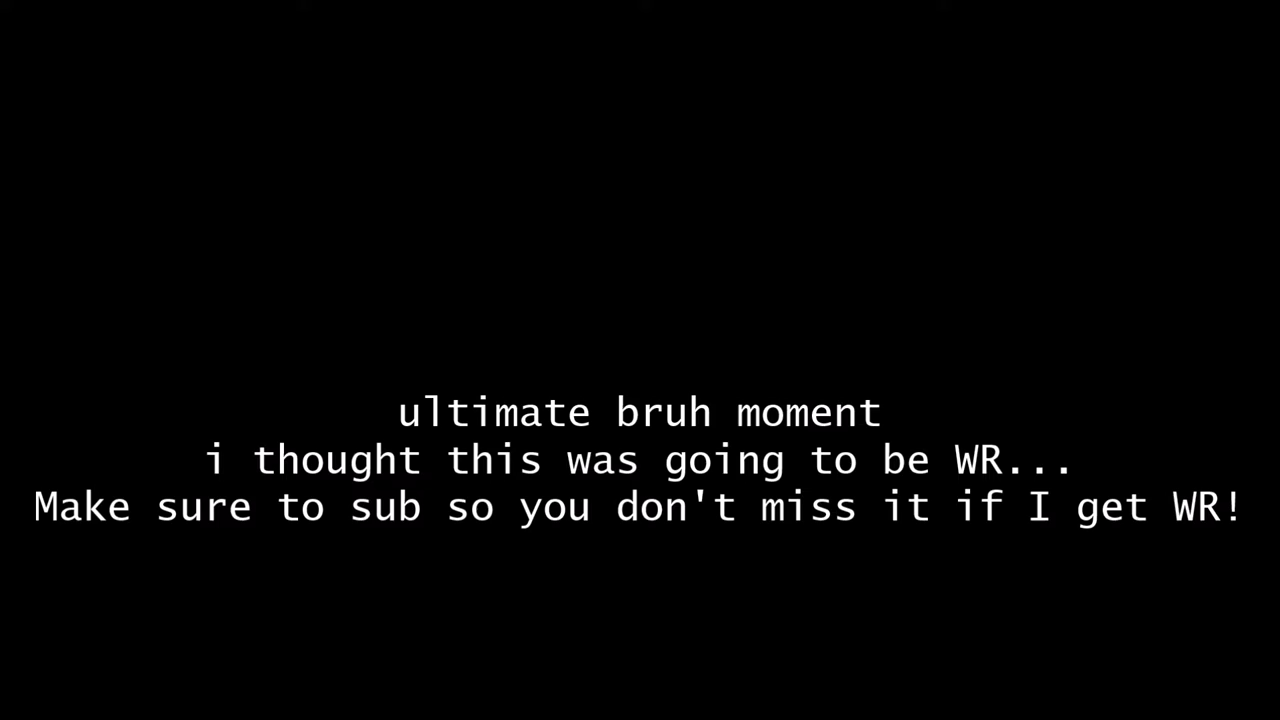 ultimate bruh moment
i thought this was going to be WR...
Make sure to sub so you don't miss it if I get WR!